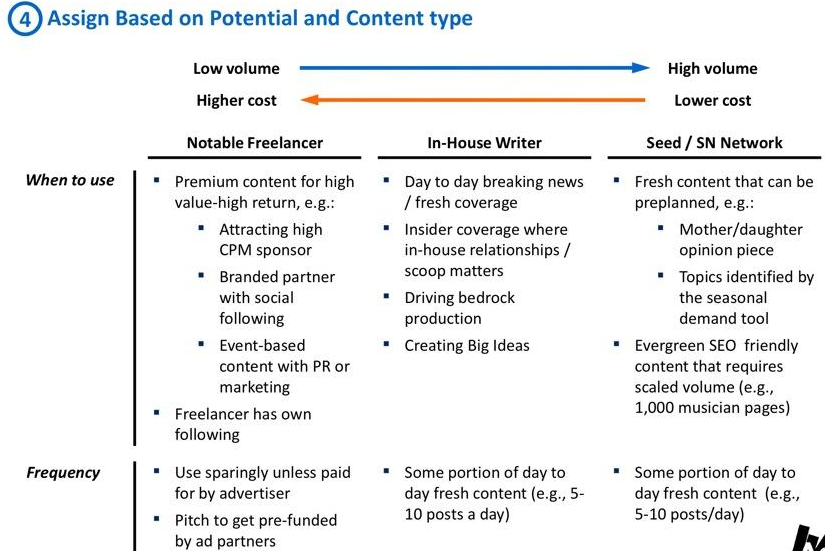 4 Assign Based on Potential and Content type
Low volume
High volume
Higher cost
Lower cost
Notable Freelancer
In-House Writer
Seed / SN Network
When to use
Premium content for high
value-high return, e.g.:
Attracting high
CPM sponsor
Branded partner
with social
following
Event-based
content with PR or
marketing
Freelancer has own
following
Day to day breaking news
/ fresh coverage
Insider coverage where
in-house relationships /
scoop matters
Driving bedrock
production
Creating Big Ideas
Fresh content that can be
preplanned, e.g.:
Mother/daughter
opinion piece
Topics identified by
the seasonal
demand tool
Evergreen SEO friendly
content that requires
scaled volume (e.g.,
1,000 musician pages)
Frequency
Use sparingly unless paid
for by advertiser
Pitch to get pre-funded
by ad partners
Some portion of day to
day fresh content (e.g., 5-
10 posts a day)
Some portion of day to
day fresh content (e.g.,
5-10 posts/day)